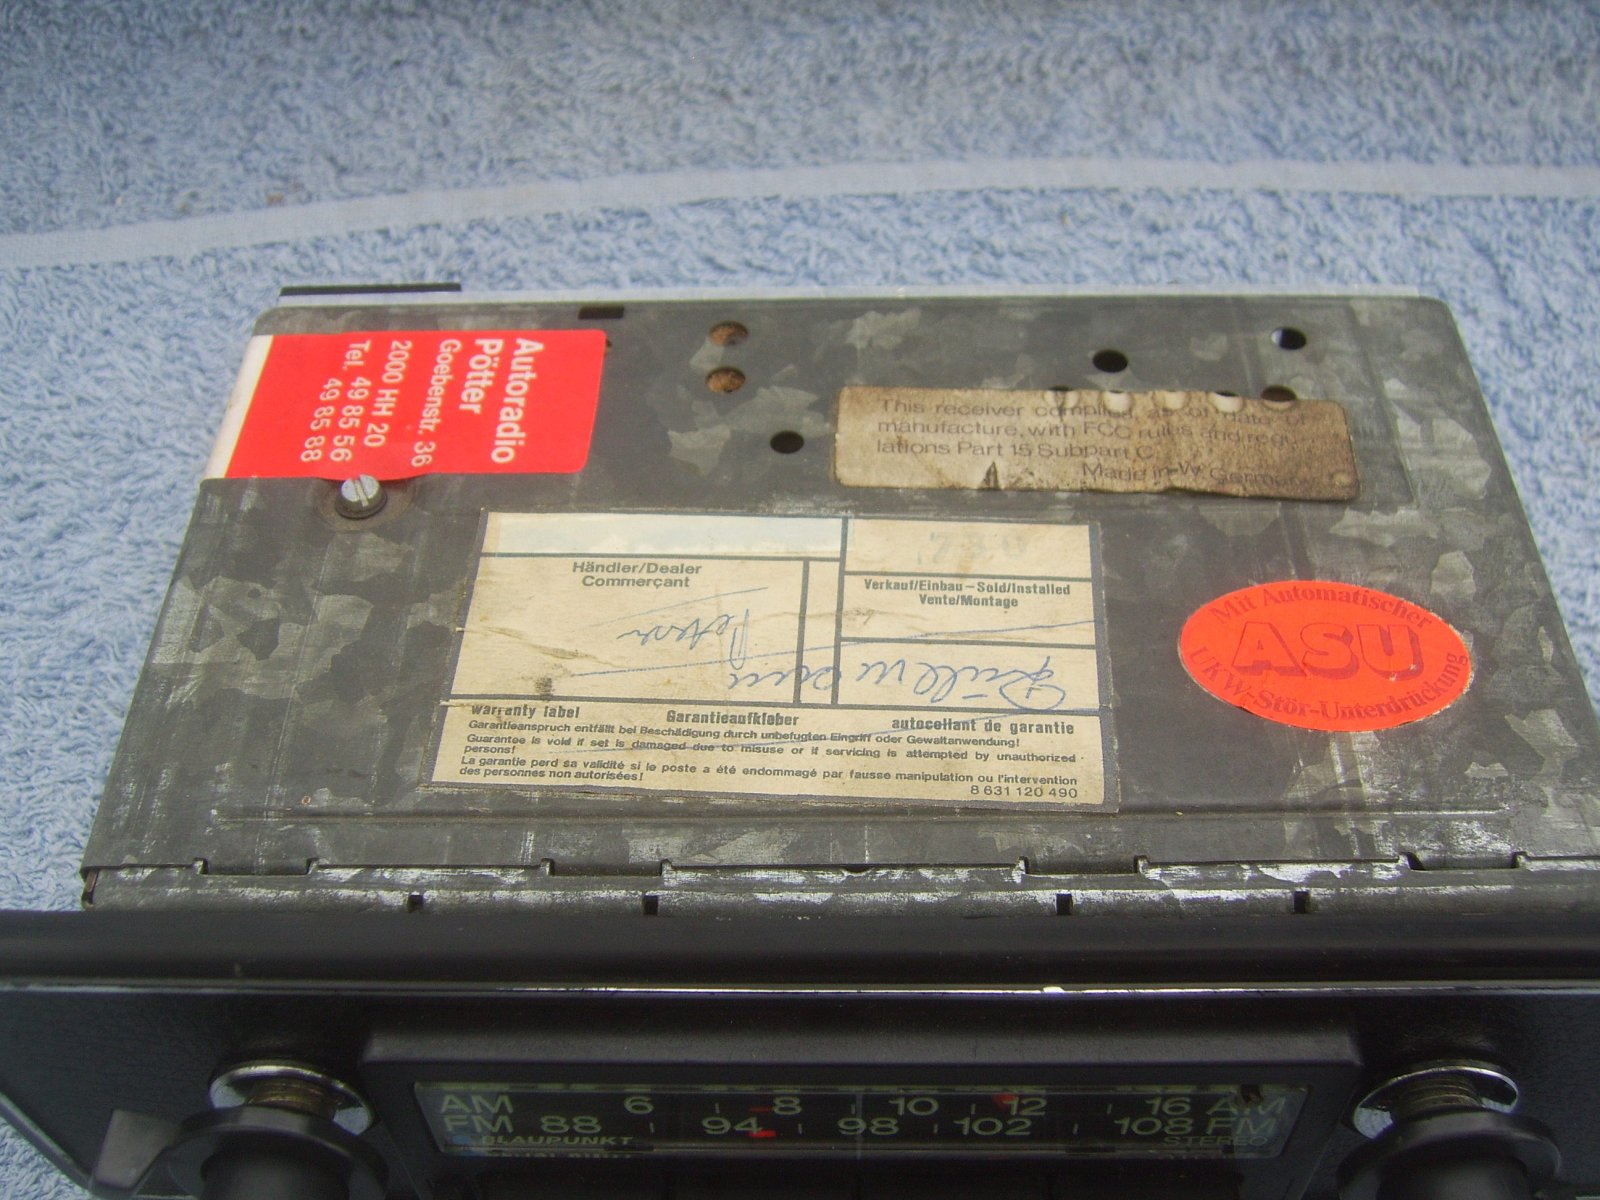 Autoradio
Pötter
Goebenstr. 36
2000 HH 20
Tel. 49 85 56
49 85 88
This receiver complied, as of date of
manufacture, with FCC rules and regu-
lations Part 15 Subpart C
Made in W. Germany
Händler/Dealer
Commerçant
Verkauf/Einbau – Sold/Installed
Vente/Montage
warranty label Garantieaufkleber autocollant de garantie
Garantieanspruch entfällt bei Beschädigung durch unbefugten Eingriff oder Gewaltanwendung!
Guarantee is void if set is damaged due to misuse or if servicing is attempted by unauthorized
persons!
La garantie perd sa validité si le poste a été endommagé par fausse manipulation ou l'intervention
des personnes non autorisées!
8 631 120 490
Mit Automatischer
ASU
UKW-Stör-Unterdrückung
AM 6 8 10 12 16 AM
FM 88 94 98 102 108 FM
BLAUPUNKT STEREO